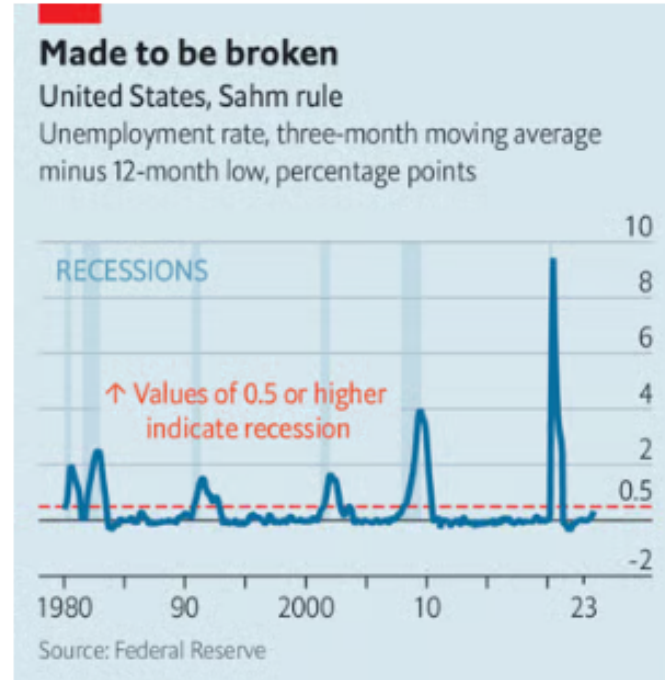 Made to be broken
United States, Sahm rule
Unemployment rate, three-month moving average
minus 12-month low, percentage points
10
RECESSIONS
8
6
↑ Values of 0.5 or higher
indicate recession
4
2
0.5
-2
1980 90 2000 10 23
Source: Federal Reserve